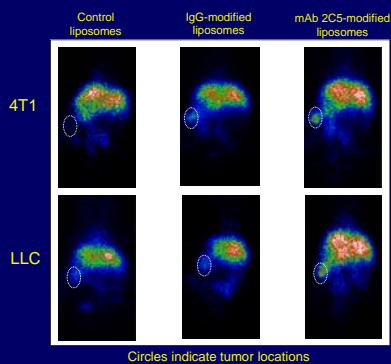 Control
liposomes
IgG-modified
liposomes
mAb 2C5-modified
liposomes
4T1
LLC
Circles indicate tumor locations